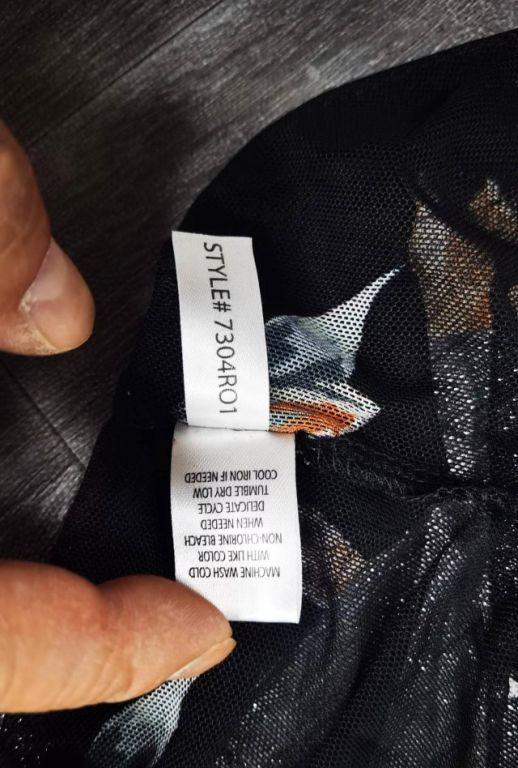 STYLE# 7304RO1
MACHINE WASH COLD
WITH LIKE COLOR
NON-CHLORINE BLEACH
WHEN NEEDED
DELICATE CYCLE
TUMBLE DRY LOW
COOL IRON IF NEEDED